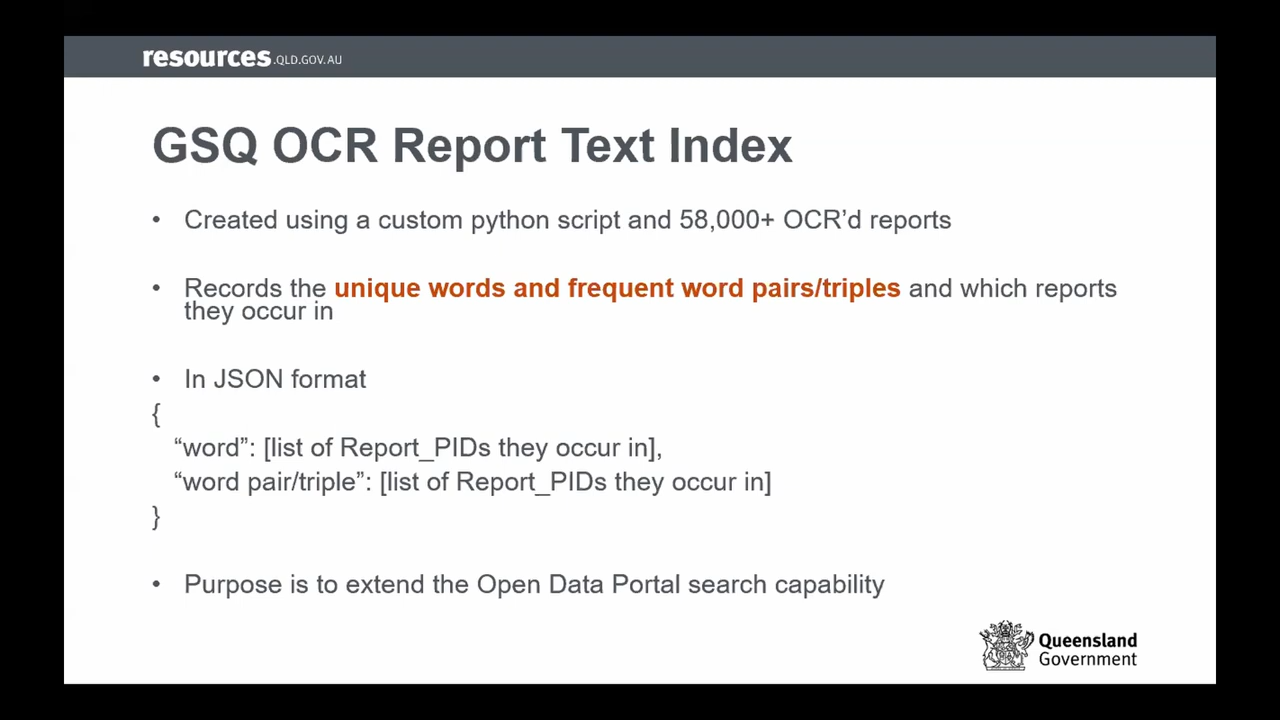 resources.QLD.GOV.AU
GSQ OCR Report Text Index
• Created using a custom python script and 58,000+ OCR’d reports
• Records the unique words and frequent word pairs/triples and which reports
they occur in
• In JSON format
{
“word”: [list of Report_PIDs they occur in],
“word pair/triple”: [list of Report_PIDs they occur in]
}
• Purpose is to extend the Open Data Portal search capability
Queensland
Government